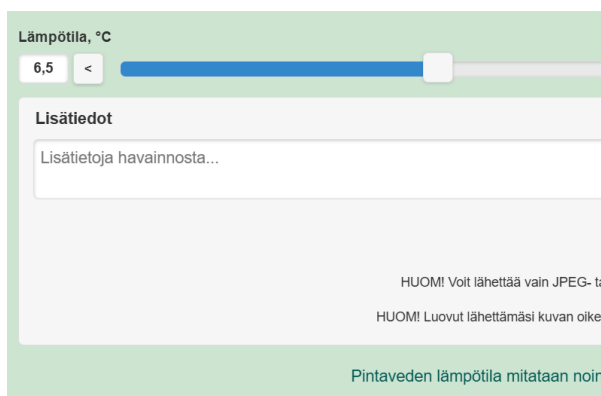 Lämpötila, °C
6,5 <
Lisätiedot
Lisätietoja havainnosta...
HUOM! Voit lähettää vain JPEG-
HUOM! Luovut lähettämäsi kuvan
Pintaveden lämpötila mitataan